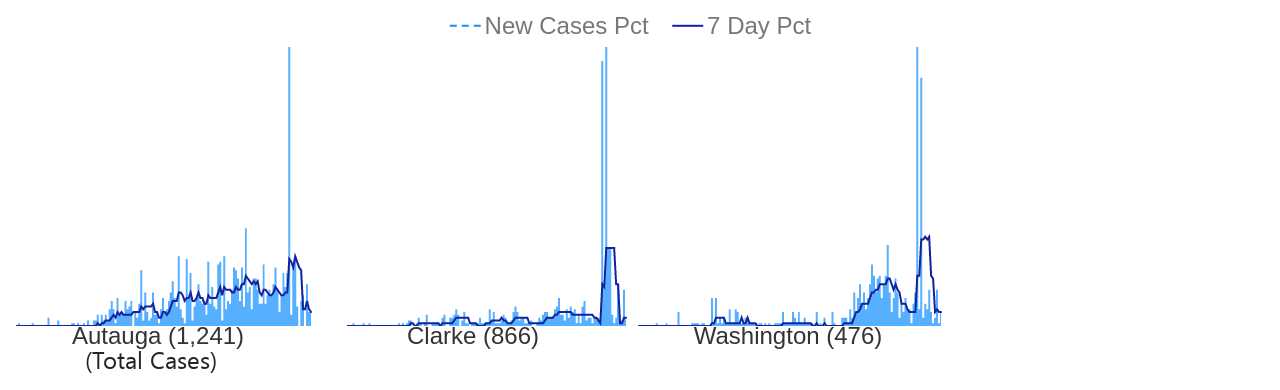 New Cases Pct 7 Day Pct
Autauga (1,241) Clarke (866) Washington (476)
(Total Cases)